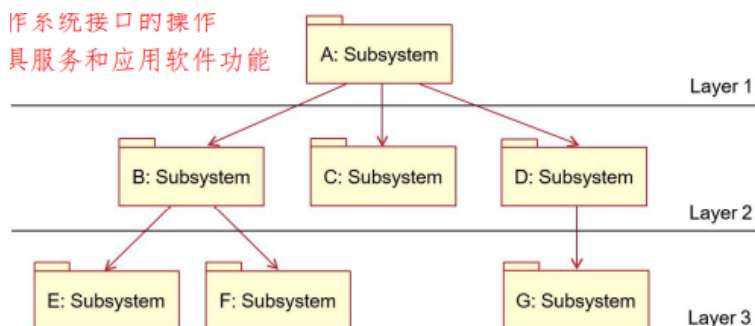 作系统接口的操作
具服务和应用软件功能
A: Subsystem
Layer 1
B: Subsystem
C: Subsystem
D: Subsystem
Layer 2
E: Subsystem
F: Subsystem
G: Subsystem
Layer 3